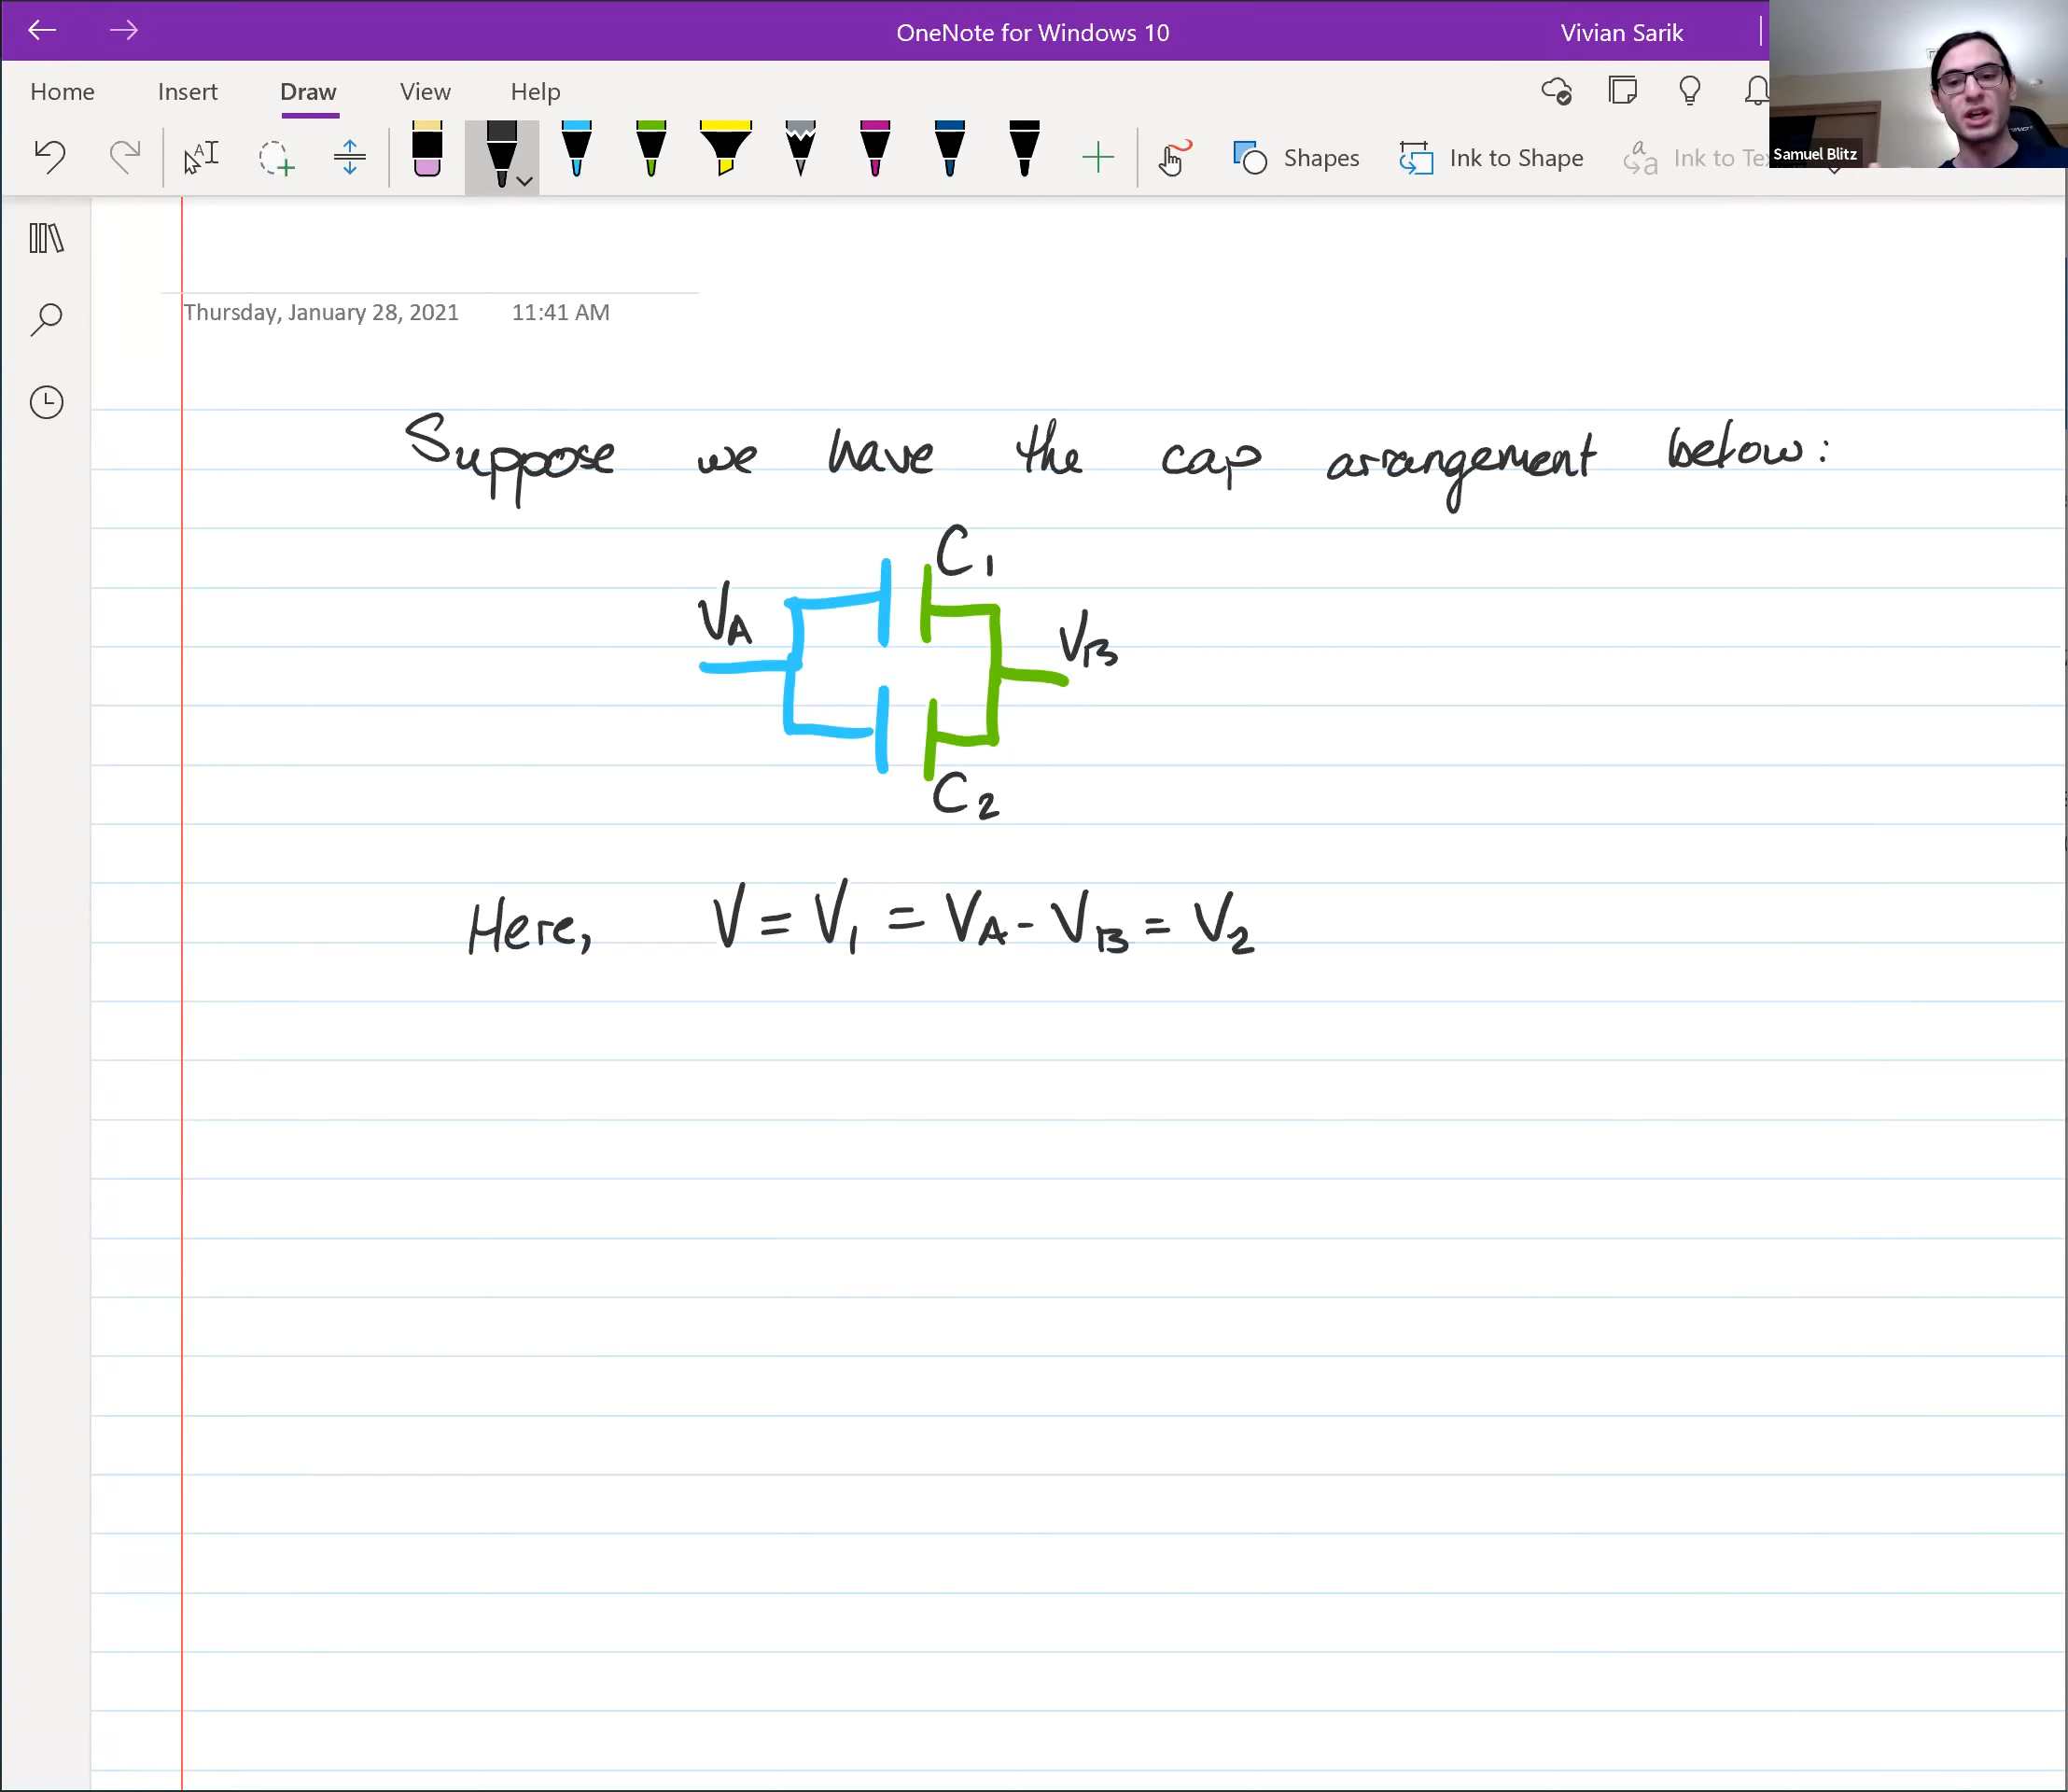 OneNote for Windows 10
Vivian Sarik
Home Insert Draw View Help
Shapes Ink to Shape Ink to
Samuel Blitz
Thursday, January 28, 2021 11:41 AM
Suppose we have the cap arrangement below:
C1
VA
VB
C2
Here, V = V1 = VA - VB = V2